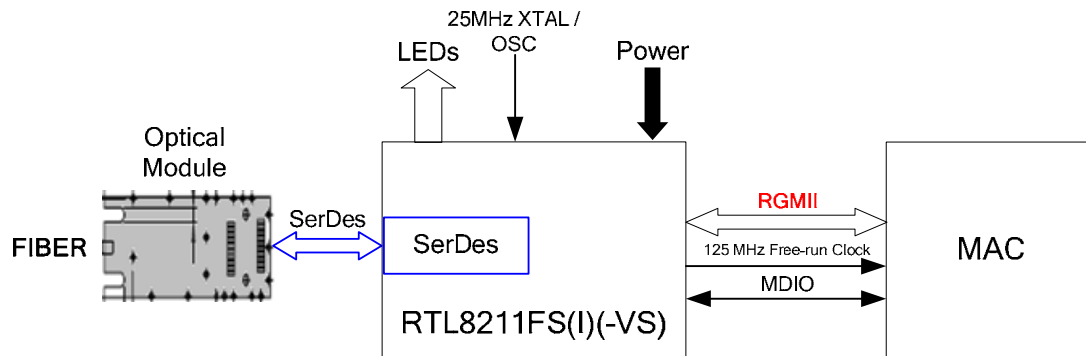 25MHz XTAL /
OSC
LEDs
Power
Optical
Module
FIBER
SerDes
SerDes
RGMII
125 MHz Free-run Clock
MDIO
MAC
RTL8211FS(I)(-VS)